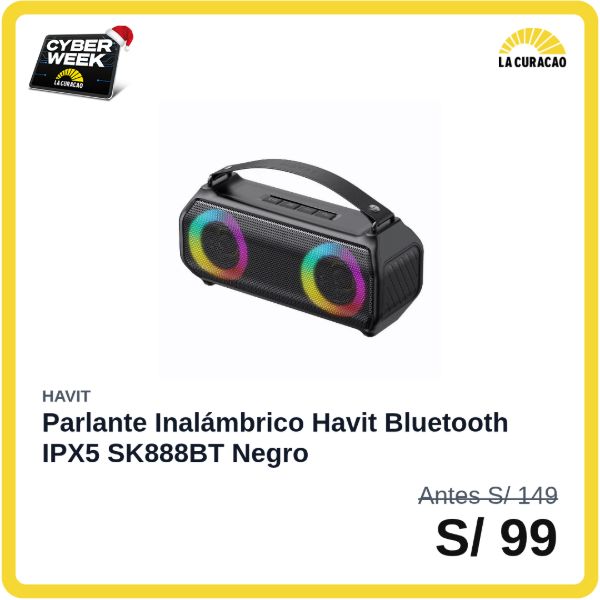 CYBER
WEEK
LA CURACAO
LA CURACAO
HAVIT
Parlante Inalámbrico Havit Bluetooth
IPX5 SK888BT Negro
Antes S/ 149
S/ 99